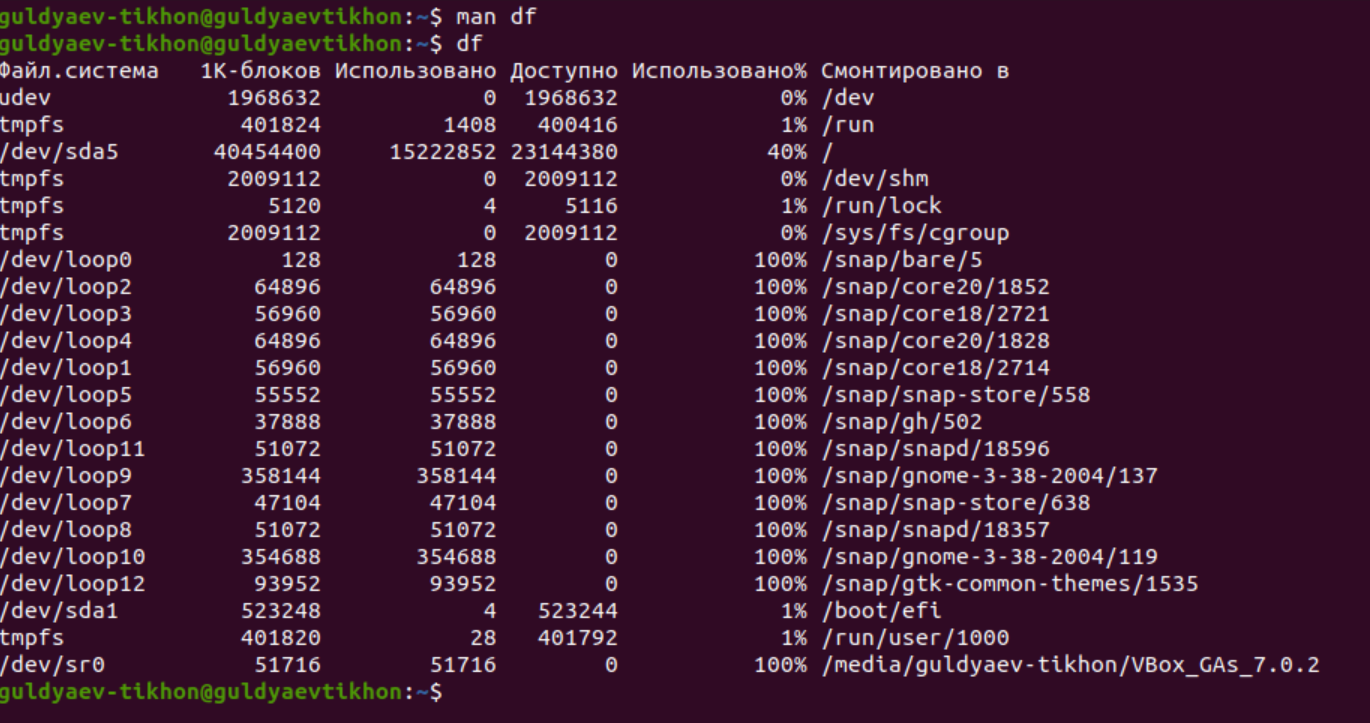 guldyaev-tikhon@guldyaevtikhon:~$ man df
guldyaev-tikhon@guldyaevtikhon:~$ df
Файл.система   1K-блоков Использовано Доступно Использовано% Смонтировано в
udev             1968632            0  1968632            0% /dev
tmpfs             401824         1408   400416            1% /run
/dev/sda5       40454400     15222852 23144380           40% /
tmpfs            2009112            0  2009112            0% /dev/shm
tmpfs               5120            4     5116            1% /run/lock
tmpfs            2009112            0  2009112            0% /sys/fs/cgroup
/dev/loop0           128          128        0          100% /snap/bare/5
/dev/loop2         64896        64896        0          100% /snap/core20/1852
/dev/loop3         56960        56960        0          100% /snap/core18/2721
/dev/loop4         64896        64896        0          100% /snap/core20/1828
/dev/loop1         56960        56960        0          100% /snap/core18/2714
/dev/loop5         55552        55552        0          100% /snap/snap-store/558
/dev/loop6         37888        37888        0          100% /snap/gh/502
/dev/loop11        51072        51072        0          100% /snap/snapd/18596
/dev/loop9        358144       358144        0          100% /snap/gnome-3-38-2004/137
/dev/loop7         47104        47104        0          100% /snap/snap-store/638
/dev/loop8         51072        51072        0          100% /snap/snapd/18357
/dev/loop10       354688       354688        0          100% /snap/gnome-3-38-2004/119
/dev/loop12        93952        93952        0          100% /snap/gtk-common-themes/1535
/dev/sda1         523248            4   523244            1% /boot/efi
tmpfs             401820           28   401792            1% /run/user/1000
/dev/sr0           51716        51716        0          100% /media/guldyaev-tikhon/VBox_GAs_7.0.2
guldyaev-tikhon@guldyaevtikhon:~$